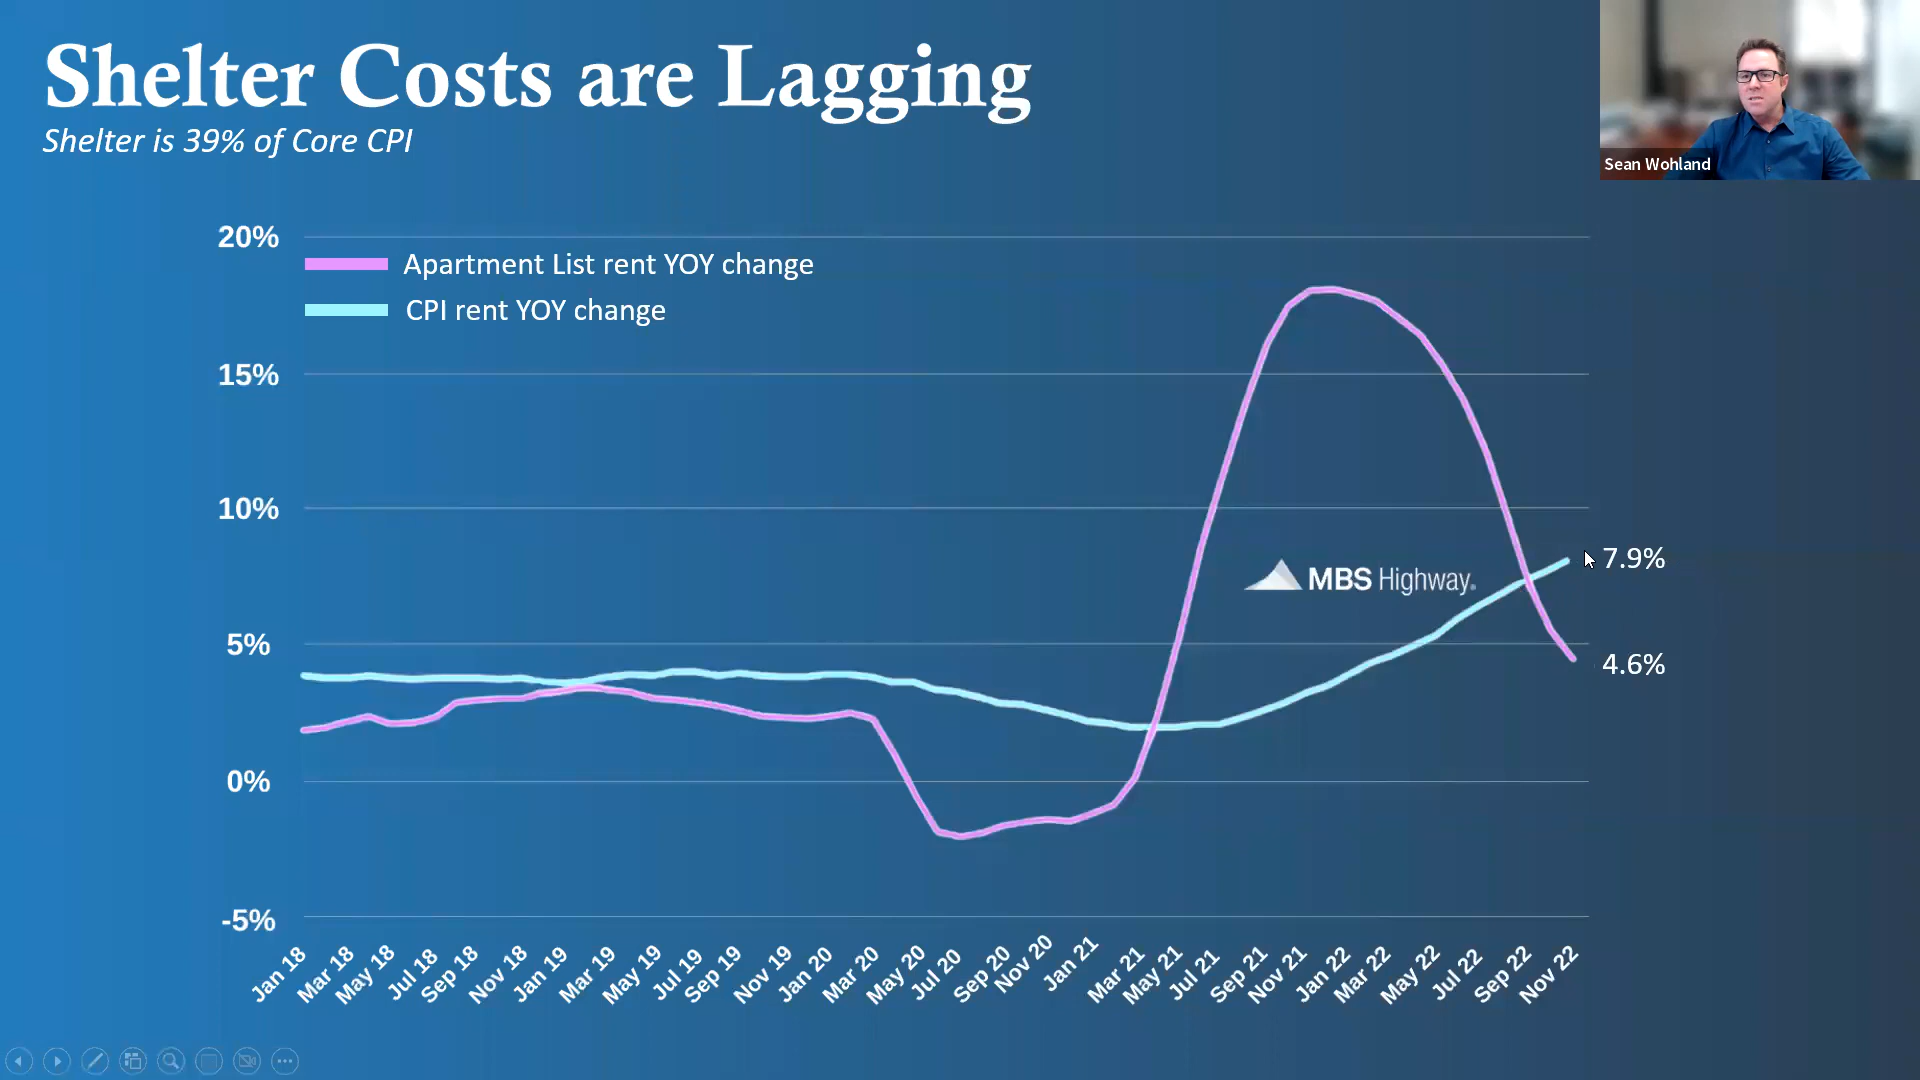 Shelter Costs are Lagging
Shelter is 39% of Core CPI
Sean Wohland
20%
Apartment List rent YOY change
CPI rent YOY change
15%
10%
7.9%
MBS Highway®
5%
4.6%
0%
-5%
Jan 18
Mar 18
May 18
Jul 18
Sep 18
Nov 18
Jan 19
Mar 19
May 19
Jul 19
Sep 19
Nov 19
Jan 20
Mar 20
May 20
Jul 20
Sep 20
Nov 20
Jan 21
Mar 21
May 21
Jul 21
Sep 21
Nov 21
Jan 22
Mar 22
May 22
Jul 22
Sep 22
Nov 22